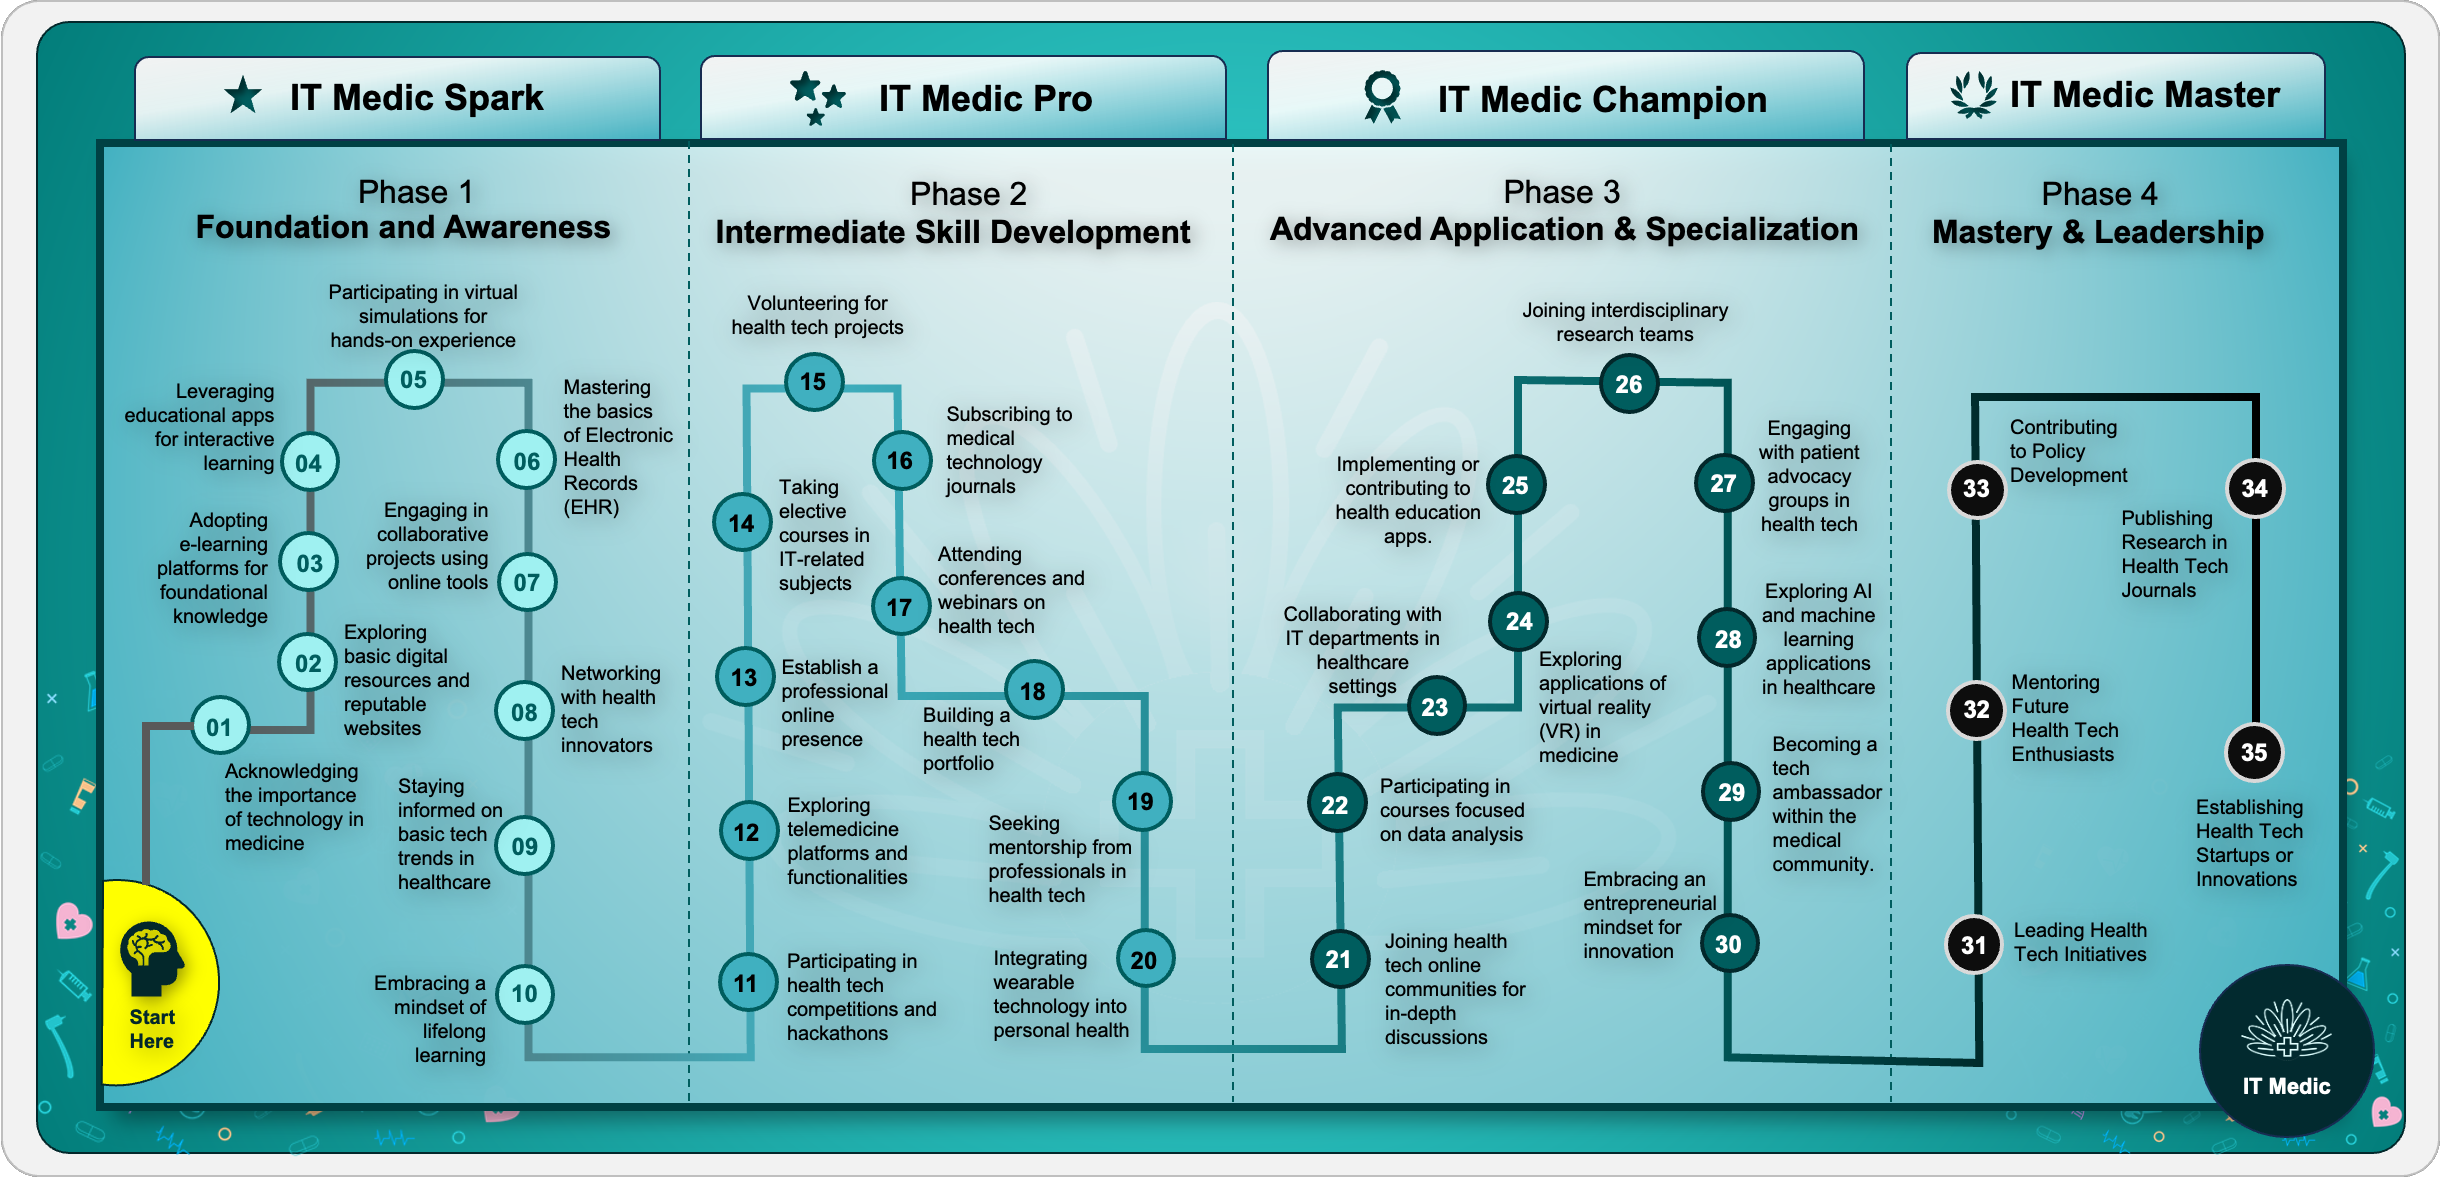 IT Medic Spark
IT Medic Pro
IT Medic Champion
IT Medic Master
Phase 1
Foundation and Awareness
Participating in virtual
simulations for
hands-on experience
05
Leveraging
educational apps
for interactive
learning
04
Adopting
e-learning
platforms for
foundational
knowledge
03
02
Exploring
basic digital
resources and
reputable
websites
01
Acknowledging
the importance
of technology in
medicine
Start
Here
06
Mastering
the basics
of Electronic
Health
Records
(EHR)
Engaging in
collaborative
projects using
online tools
07
08
Networking
with health
tech
innovators
Staying
informed on
basic tech
trends in
healthcare
09
Embracing a
mindset of
lifelong
learning
10
Phase 2
Intermediate Skill Development
Volunteering for
health tech projects
15
14
Taking
elective
courses in
IT-related
subjects
13
Establish a
professional
online
presence
12
Exploring
telemedicine
platforms and
functionalities
11
Participating in
health tech
competitions and
hackathons
16
Subscribing to
medical
technology
journals
17
Attending
conferences and
webinars on
health tech
18
Building a
health tech
portfolio
19
Seeking
mentorship from
professionals in
health tech
20
Integrating
wearable
technology into
personal health
Phase 3
Advanced Application & Specialization
Joining interdisciplinary
research teams
26
Implementing or
contributing to
health education
apps.
25
24
Exploring
applications of
virtual reality
(VR) in
medicine
Collaborating with
IT departments in
healthcare
settings
23
22
Participating in
courses focused
on data analysis
21
Joining health
tech online
communities for
in-depth
discussions
27
Engaging
with patient
advocacy
groups in
health tech
28
Exploring AI
and machine
learning
applications
in healthcare
29
Becoming a
tech
ambassador
within the
medical
community.
Embracing an
entrepreneurial
mindset for
innovation
30
Phase 4
Mastery & Leadership
33
Contributing
to Policy
Development
34
Publishing
Research in
Health Tech
Journals
32
Mentoring
Future
Health Tech
Enthusiasts
35
Establishing
Health Tech
Startups or
Innovations
31
Leading Health
Tech Initiatives
IT Medic